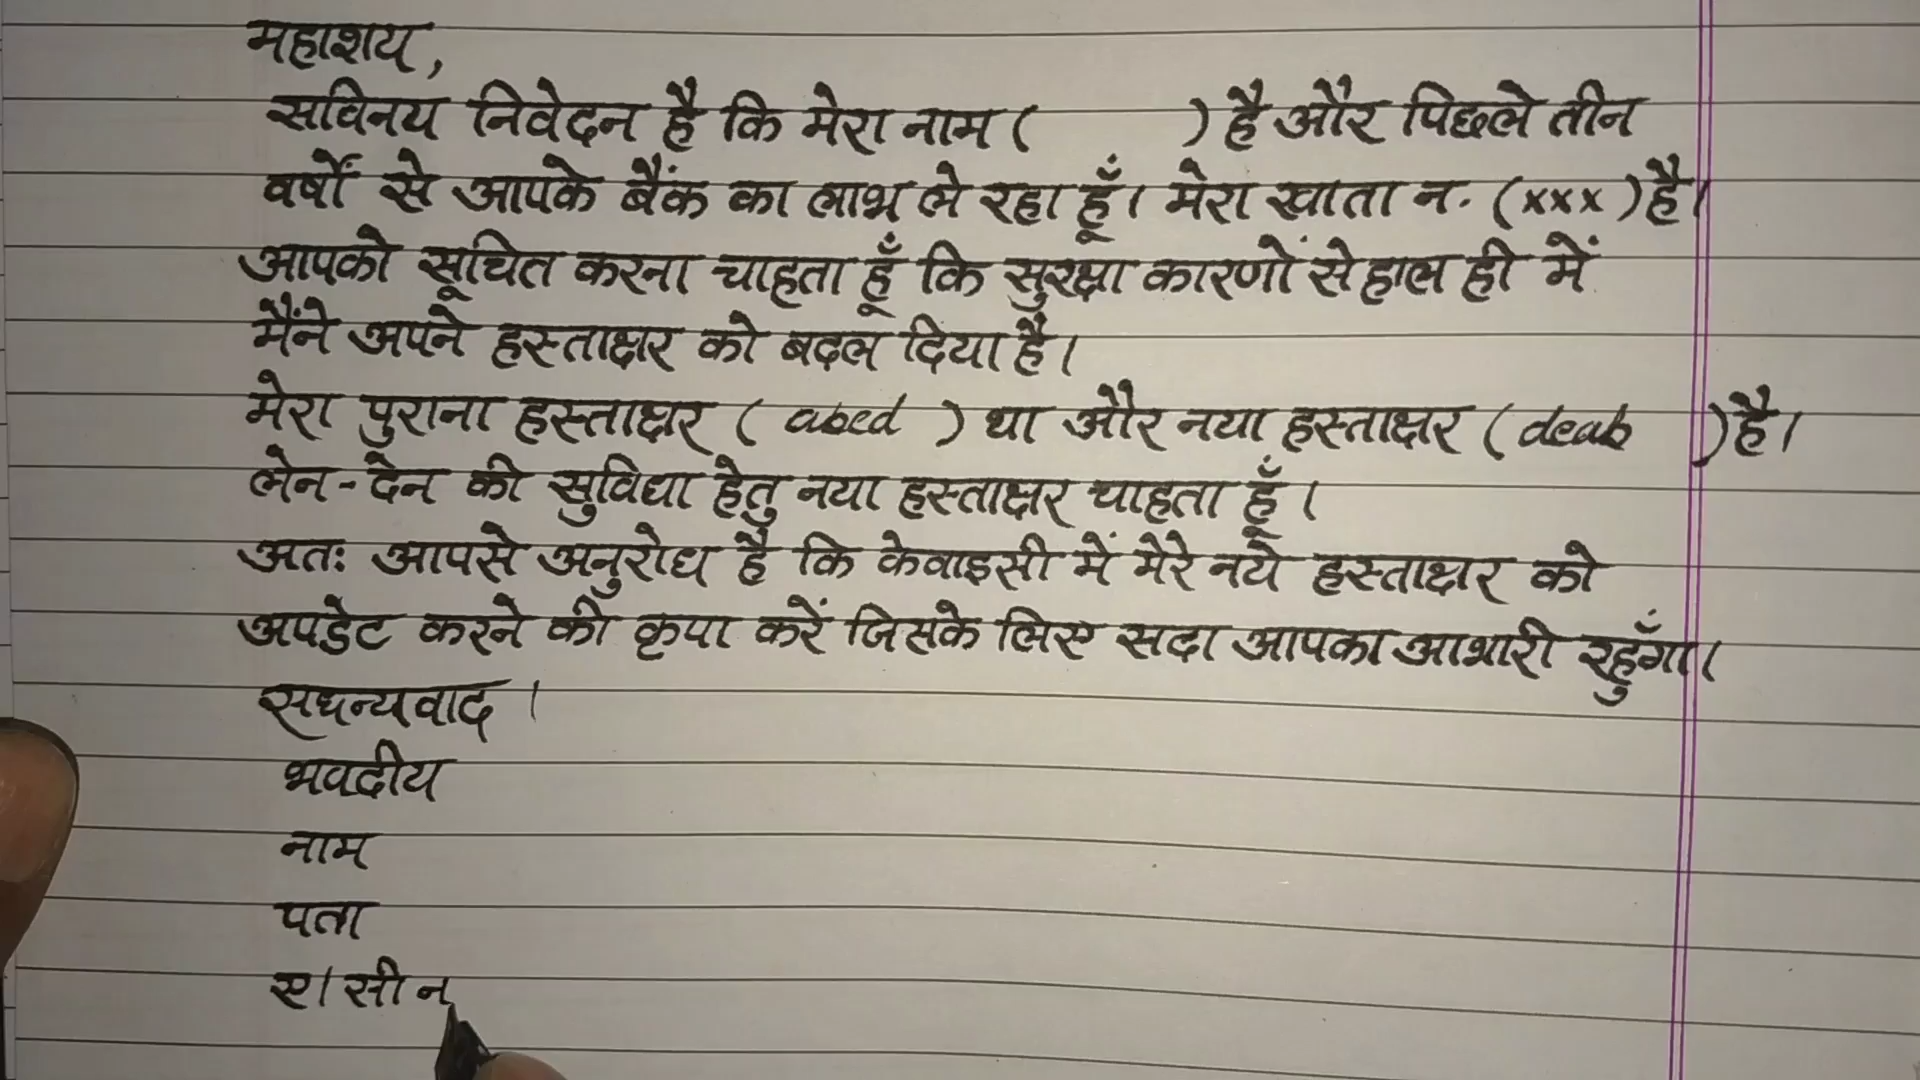 महाशय,
सविनय निवेदन है कि मेरा नाम ( ) है और पिछले तीन
वर्षों से आपके बैंक का लाभ ले रहा हूँ। मेरा खाता न. (xxx) है।
आपको सूचित करना चाहता हूँ कि सुरक्षा कारणों से हाल ही में
मैंने अपने हस्ताक्षर को बदल दिया है।
मेरा पुराना हस्ताक्षर ( abcd ) था और नया हस्ताक्षर ( deab ) है।
लेन-देन की सुविधा हेतु नया हस्ताक्षर चाहता हूँ।
अतः आपसे अनुरोध है कि केवाइसी में मेरे नये हस्ताक्षर को
अपडेट करने की कृपा करें जिसके लिए सदा आपका आभारी रहुँगा।
सधन्यवाद।
भवदीय
नाम
पता
ए/सी न